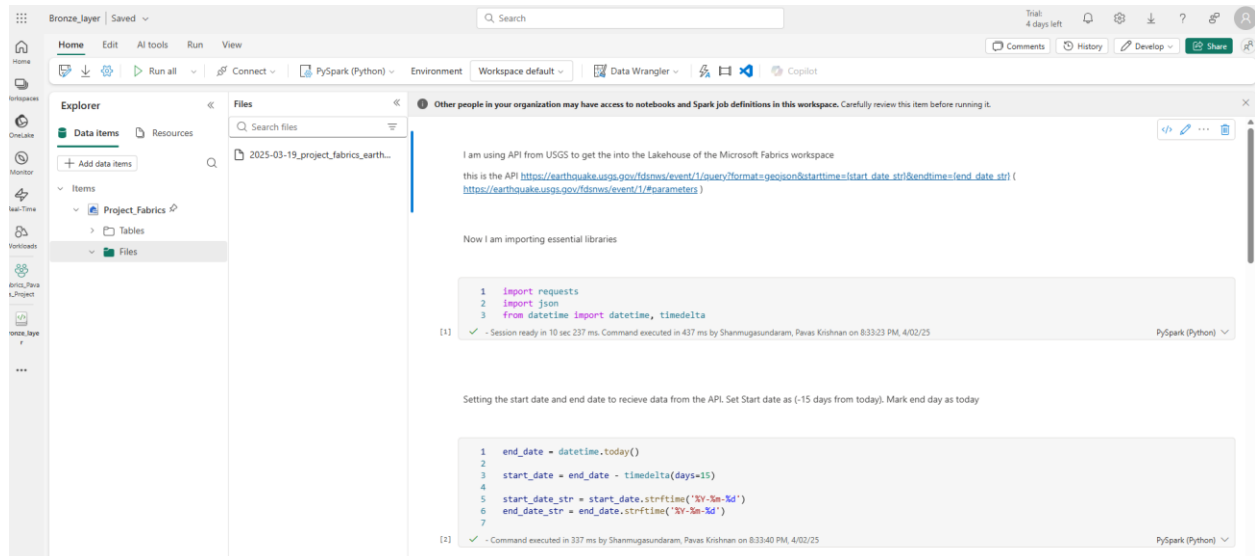 Bronze_layer | Saved
Search
Trial:
4 days left
Home
Edit
AI tools
Run
View
Comments
History
Develop
Share
Run all
Connect
PySpark (Python)
Environment
Workspace default
Data Wrangler
Copilot
Home
OneLake
Monitor
Explorer
Data items
Resources
+ Add data items
Items
Project_Fabrics
Tables
Files
Files
Search files
2025-03-19_project_fabrics_earth...
Other people in your organization may have access to notebooks and Spark job definitions in this workspace. Carefully review this item before running it.
I am using API from USGS to get the into the Lakehouse of the Microsoft Fabrics workspace
this is the API https://earthquake.usgs.gov/fdsnws/event/1/query?format=geojson&starttime={start_date_str}&endtime={end_date_str} (
https://earthquake.usgs.gov/fdsnws/event/1/#parameters )
Now I am importing essential libraries
1 import requests
2 import json
3 from datetime import datetime, timedelta
[1] - Session ready in 10 sec 237 ms. Command executed in 437 ms by Shanmugasundaram, Pavas Krishnan on 8:33:23 PM, 4/02/25
PySpark (Python)
Setting the start date and end date to recieve data from the API. Set Start date as (-15 days from today). Mark end day as today
1 end_date = datetime.today()
2
3 start_date = end_date - timedelta(days=15)
4
5 start_date_str = start_date.strftime('%Y-%m-%d')
6 end_date_str = end_date.strftime('%Y-%m-%d')
7
[2] - Command executed in 337 ms by Shanmugasundaram, Pavas Krishnan on 8:33:40 PM, 4/02/25
PySpark (Python)